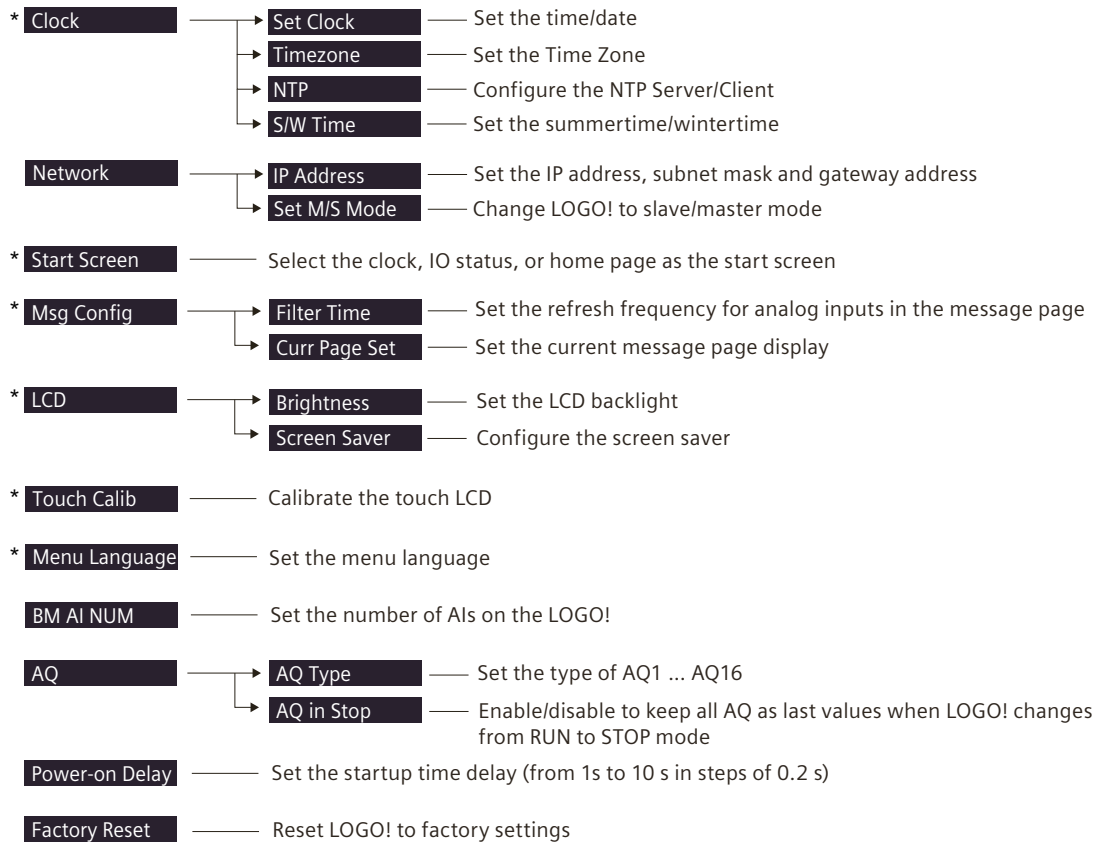 * Clock Set Clock Set the time/date
Timezone Set the Time Zone
NTP Configure the NTP Server/Client
S/W Time Set the summertime/wintertime
Network IP Address Set the IP address, subnet mask and gateway address
Set M/S Mode Change LOGO! to slave/master mode
* Start Screen Select the clock, IO status, or home page as the start screen
* Msg Config Filter Time Set the refresh frequency for analog inputs in the message page
Curr Page Set Set the current message page display
* LCD Brightness Set the LCD backlight
Screen Saver Configure the screen saver
* Touch Calib Calibrate the touch LCD
* Menu Language Set the menu language
BM AI NUM Set the number of AIs on the LOGO!
AQ AQ Type Set the type of AQ1 ... AQ16
AQ in Stop Enable/disable to keep all AQ as last values when LOGO! changes
from RUN to STOP mode
Power-on Delay Set the startup time delay (from 1s to 10 s in steps of 0.2 s)
Factory Reset Reset LOGO! to factory settings